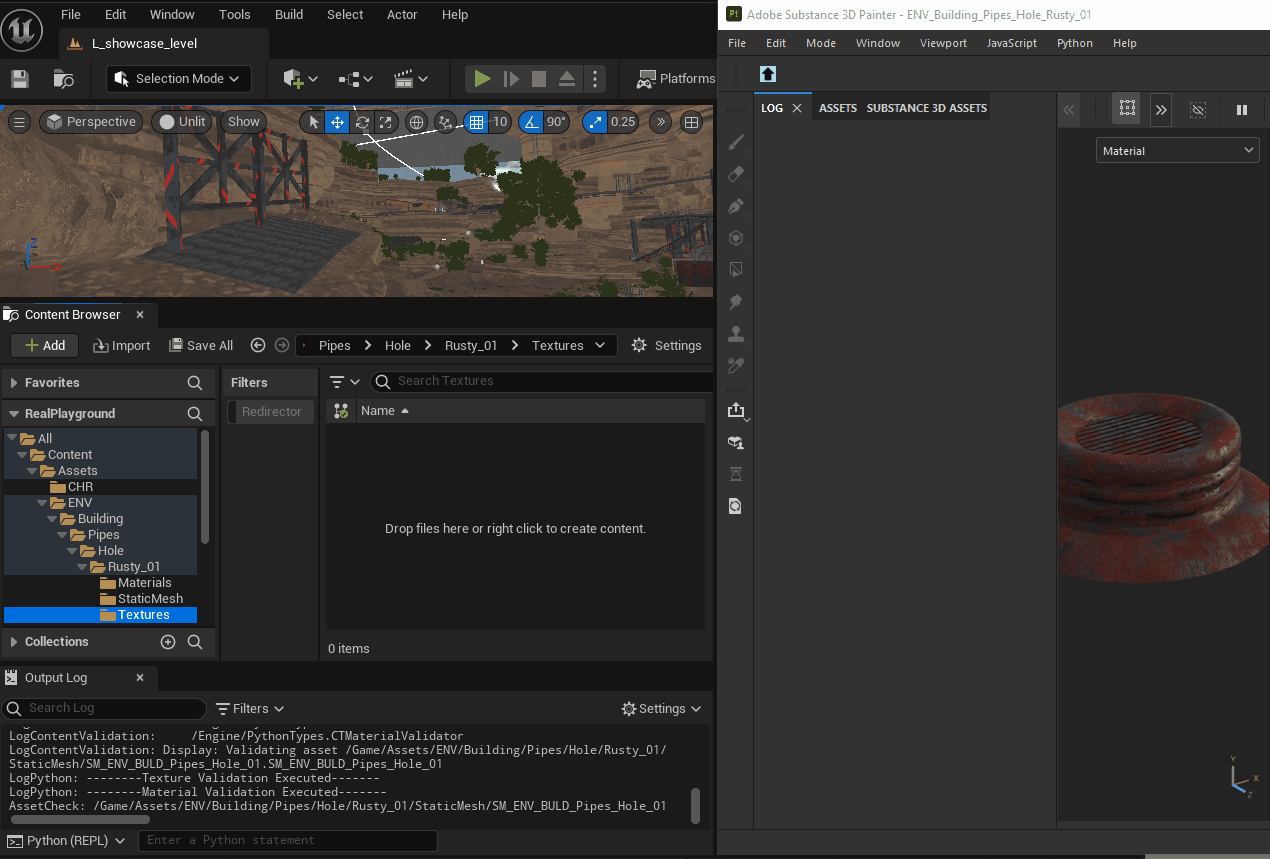 File Edit Window Tools Build Select Actor Help
L_showcase_level
Selection Mode
Platforms
Perspective Unlit Show 10 90° 0.25
Z
X
Content Browser
Add Import Save All Pipes Hole Rusty_01 Textures Settings
Favorites
RealPlayground
All
Content
Assets
CHR
ENV
Building
Pipes
Hole
Rusty_01
Materials
StaticMesh
Textures
Collections
Filters
Redirector
Search Textures
Name
Drop files here or right click to create content.
0 items
Output Log
Search Log Filters Settings
LogContentValidation: /Engine/PythonTypes.CTMaterialValidator
LogContentValidation: Display: Validating asset /Game/Assets/ENV/Building/Pipes/Hole/Rusty_01/
StaticMesh/SM_ENV_BULD_Pipes_Hole_01.SM_ENV_BULD_Pipes_Hole_01
LogPython: --------Texture Validation Executed-------
LogPython: --------Material Validation Executed-------
AssetCheck: /Game/Assets/ENV/Building/Pipes/Hole/Rusty_01/StaticMesh/SM_ENV_BULD_Pipes_Hole_01
Python (REPL) Enter a Python statement
Pt Adobe Substance 3D Painter - ENV_Building_Pipes_Hole_Rusty_01
File Edit Mode Window Viewport JavaScript Python Help
LOG ASSETS SUBSTANCE 3D ASSETS
Material
Y
X
Z